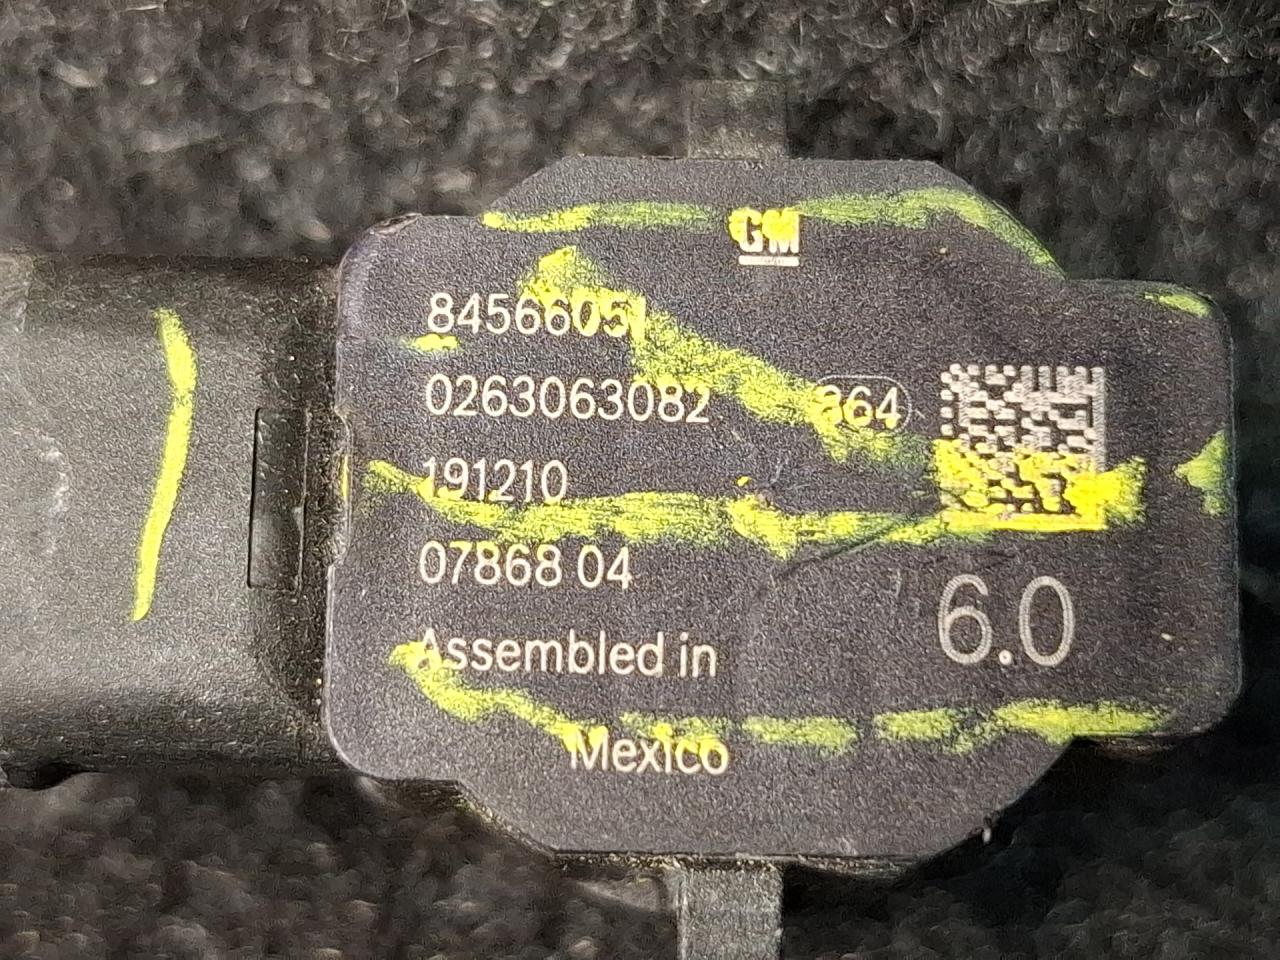 GM
84566051
0263063082 364
191210
07868 04
6.0
Assembled in
Mexico